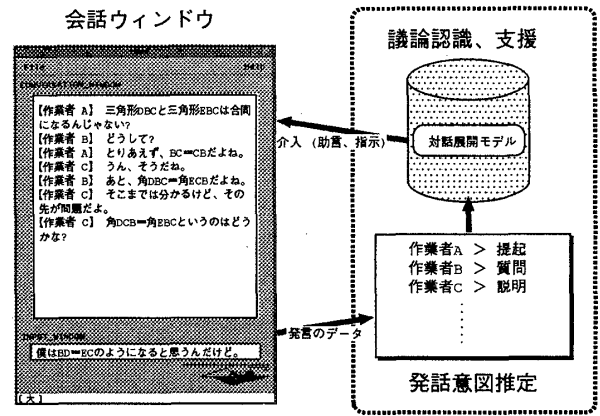 会話ウィンドウ
File
CONVERSATION_WINDOW
【作業者 A】 三角形DBCと三角形EBCは合同
になるんじゃない?
【作業者 B】 どうして?
【作業者 A】 とりあえず、BC=CBだよね。
【作業者 C】 うん、そうだね。
【作業者 B】 あと、角DBC=角ECBだよね。
【作業者 C】 そこまでは分かるけど、その
先が問題だよ。
【作業者 C】 角DCB=角EBCというのはどう
かな?
INPUT_WINDOW
僕はBD=ECのようになると思うんだけど。
[大]
介入 (助言、指示)
発言のデータ
議論認識、支援
対話展開モデル
作業者A > 提起
作業者B > 質問
作業者C > 説明
発話意図推定